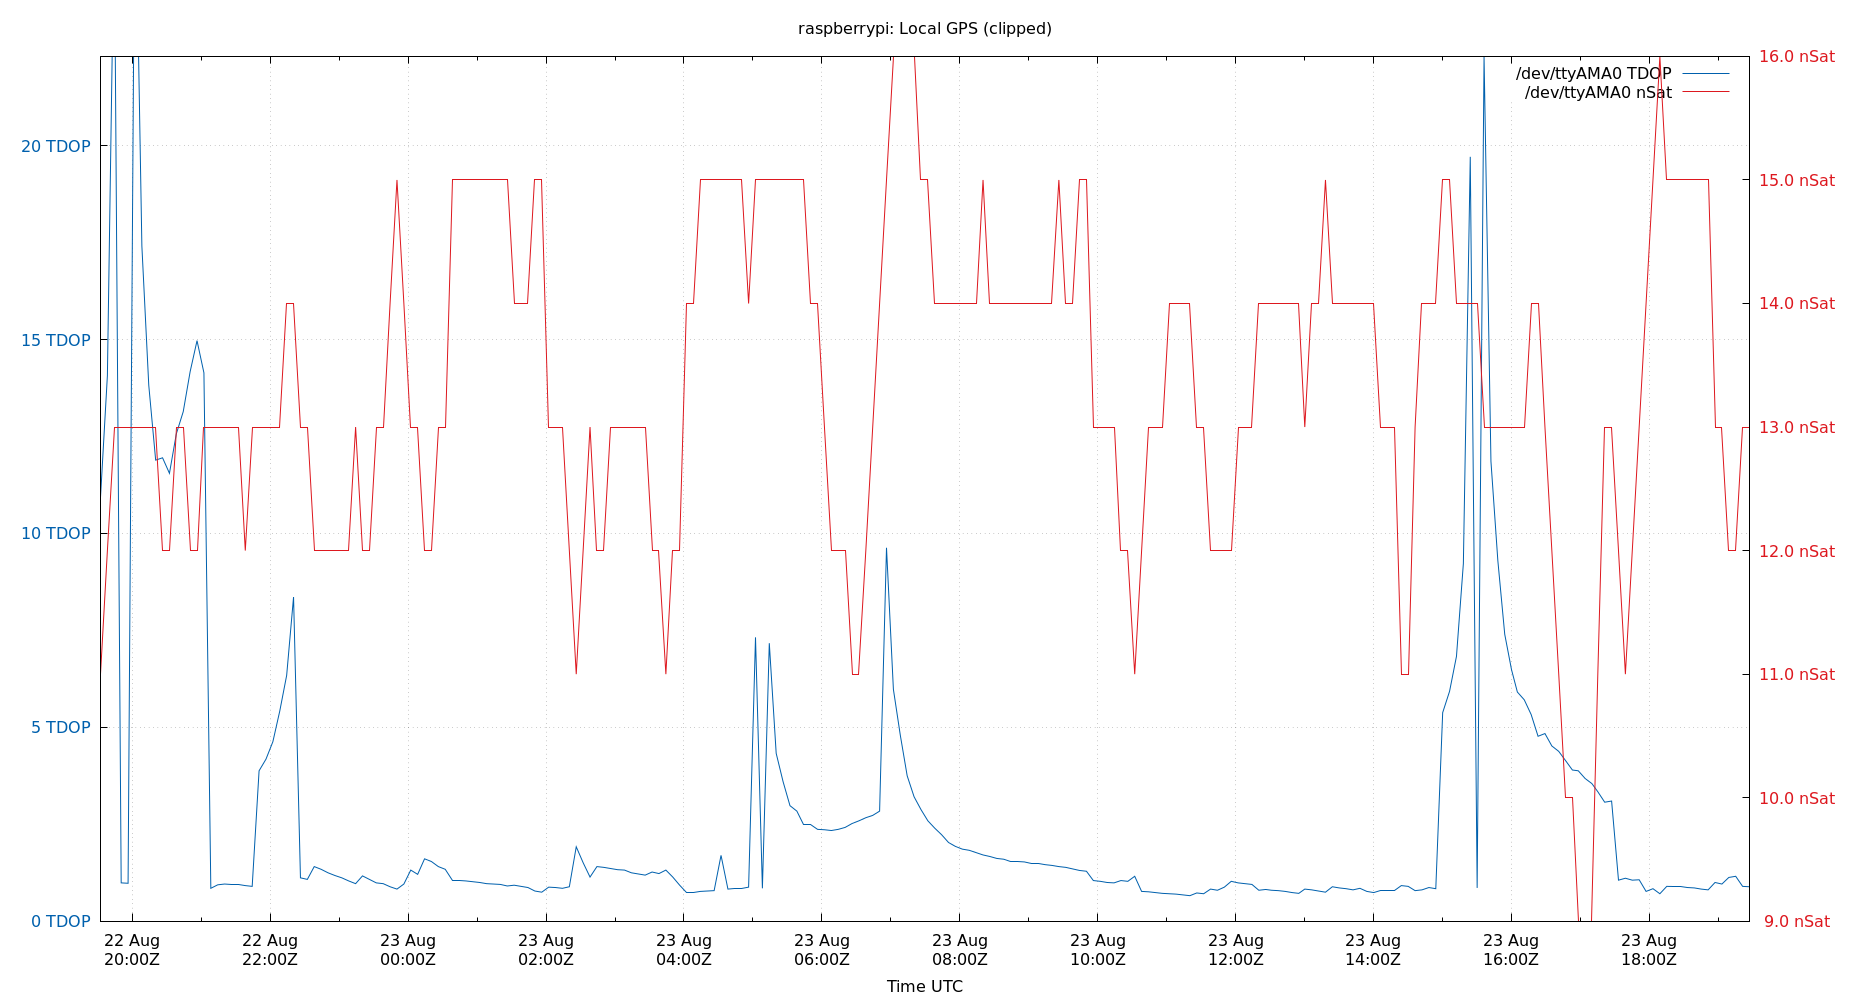 raspberrypi: Local GPS (clipped)
/dev/ttyAMA0 TDOP
/dev/ttyAMA0 nSat
20 TDOP
15 TDOP
10 TDOP
5 TDOP
0 TDOP
16.0 nSat
15.0 nSat
14.0 nSat
13.0 nSat
12.0 nSat
11.0 nSat
10.0 nSat
9.0 nSat
22 Aug
20:00Z
22 Aug
22:00Z
23 Aug
00:00Z
23 Aug
02:00Z
23 Aug
04:00Z
23 Aug
06:00Z
23 Aug
08:00Z
23 Aug
10:00Z
23 Aug
12:00Z
23 Aug
14:00Z
23 Aug
16:00Z
23 Aug
18:00Z
Time UTC